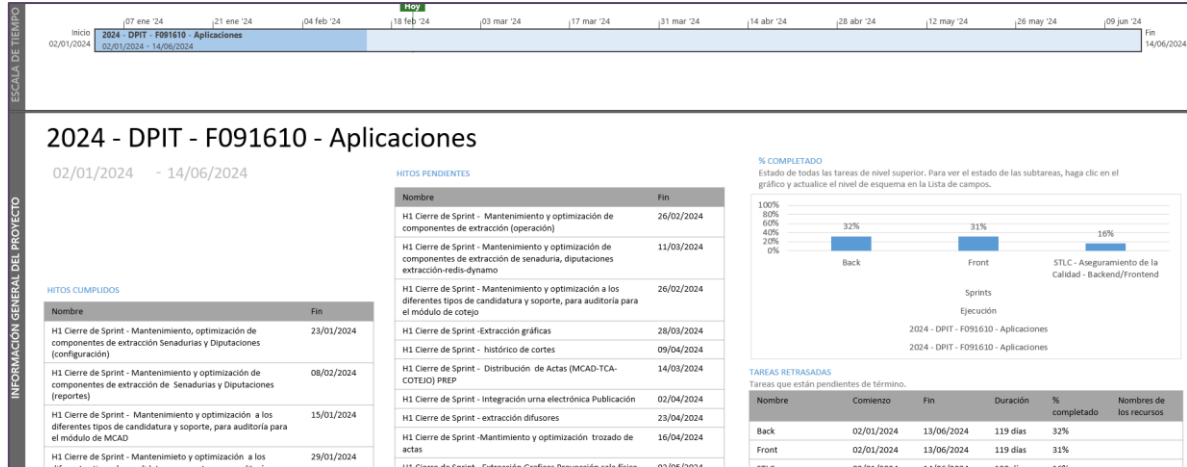 Hoy
07 ene '24 21 ene '24 04 feb '24 18 feb '24 03 mar '24 17 mar '24 31 mar '24 14 abr '24 28 abr '24 12 may '24 26 may '24 09 jun '24
Inicio
02/01/2024
2024 - DPIT - F091610 - Aplicaciones
02/01/2024 - 14/06/2024
Fin
14/06/2024
ESCALA DE TIEMPO
INFORMACIÓN GENERAL DEL PROYECTO
2024 - DPIT - F091610 - Aplicaciones
02/01/2024 - 14/06/2024
HITOS CUMPLIDOS
Nombre Fin
H1 Cierre de Sprint - Mantenimiento, optimización de 23/01/2024
componentes de extracción Senadurias y Diputaciones
(configuración)
H1 Cierre de Sprint - Mantenimiento y optimización de 08/02/2024
componentes de extracción de Senadurias y Diputaciones
(reportes)
H1 Cierre de Sprint - Mantenimiento y optimización a los 15/01/2024
diferentes tipos de candidatura y soporte, para auditoría para
el módulo de MCAD
H1 Cierre de Sprint - Mantenimieto y optimización a los 29/01/2024
HITOS PENDIENTES
Nombre Fin
H1 Cierre de Sprint - Mantenimiento y optimización de 26/02/2024
componentes de extracción (operación)
H1 Cierre de Sprint - Mantenimiento y optimización de 11/03/2024
componentes de extracción de senaduria, diputaciones
extracción-redis-dynamo
H1 Cierre de Sprint - Mantenimiento y optimización a los 26/02/2024
diferentes tipos de candidatura y soporte, para auditoría para
el módulo de cotejo
H1 Cierre de Sprint -Extracción gráficas 28/03/2024
H1 Cierre de Sprint - histórico de cortes 09/04/2024
H1 Cierre de Sprint - Distribución de Actas (MCAD-TCA- 14/03/2024
COTEJO) PREP
H1 Cierre de Sprint - Integración urna electrónica Publicación 02/04/2024
H1 Cierre de Sprint - extracción difusores 23/04/2024
H1 Cierre de Sprint -Mantimiento y optimización trozado de 16/04/2024
actas
% COMPLETADO
Estado de todas las tareas de nivel superior. Para ver el estado de las subtareas, haga clic en el
gráfico y actualice el nivel de esquema en la Lista de campos.
100%
80%
60%
40%
20%
0%
32% 31% 16%
Back Front STLC - Aseguramiento de la
Calidad - Backend/Frontend
Sprints
Ejecución
2024 - DPIT - F091610 - Aplicaciones
2024 - DPIT - F091610 - Aplicaciones
TAREAS RETRASADAS
Tareas que están pendientes de término.
Nombre Comienzo Fin Duración % completado Nombres de los recursos
Back 02/01/2024 13/06/2024 119 días 32%
Front 02/01/2024 13/06/2024 119 días 31%